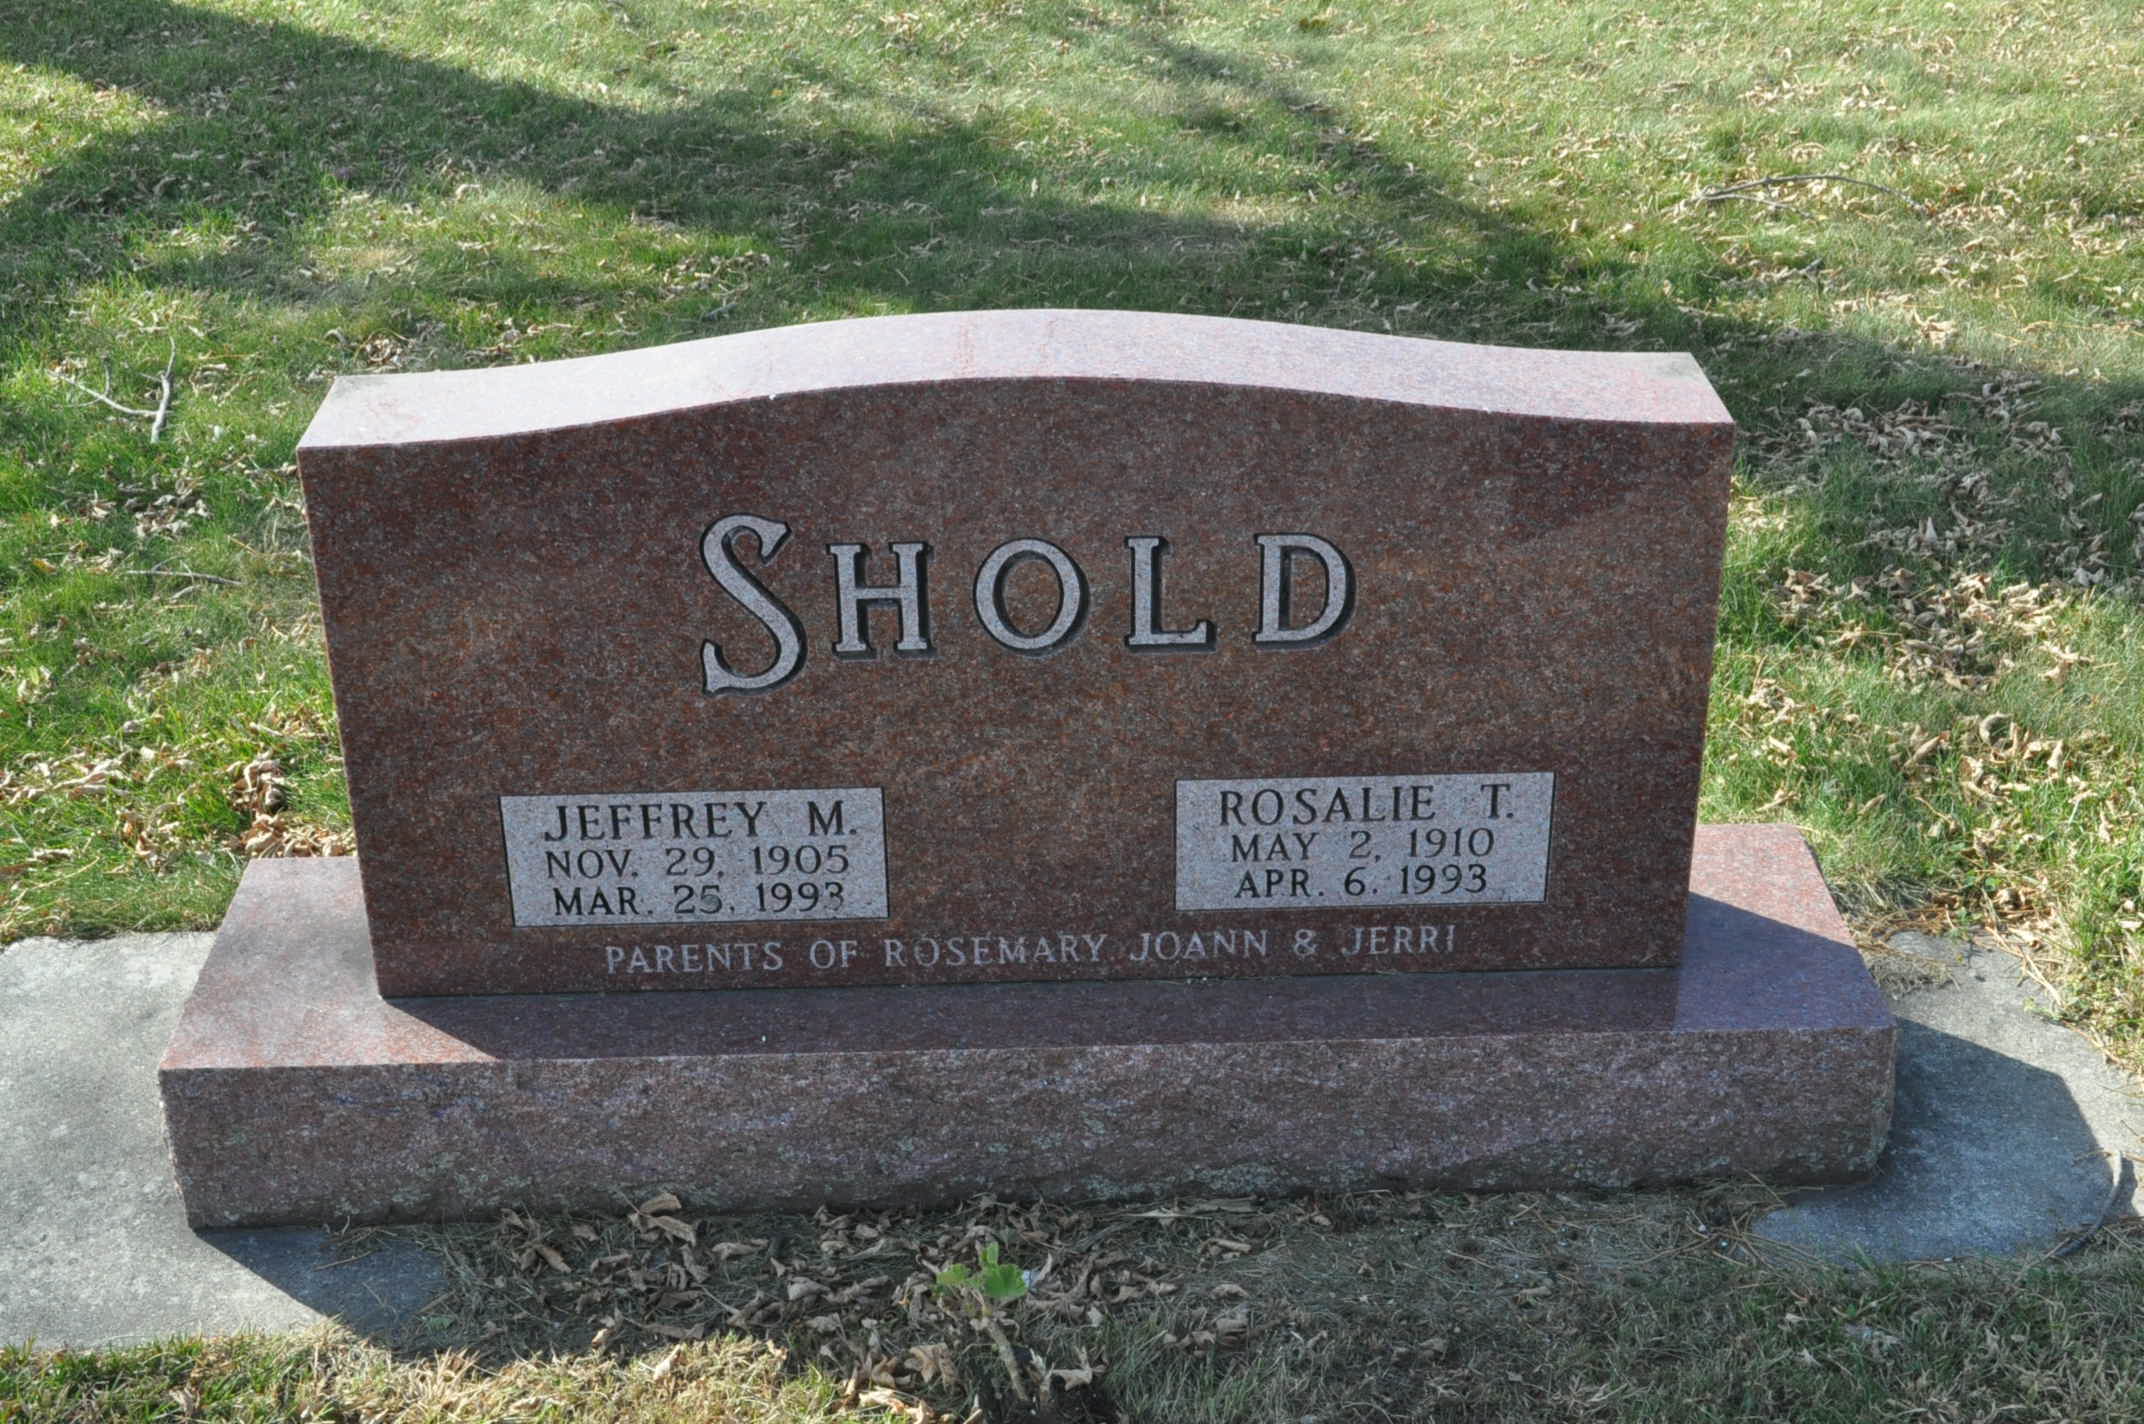 SHOLD
JEFFREY M.
NOV. 29, 1905
MAR. 25, 1993
ROSALIE T.
MAY 2, 1910
APR. 6, 1993
PARENTS OF ROSEMARY JOANN & JERRI